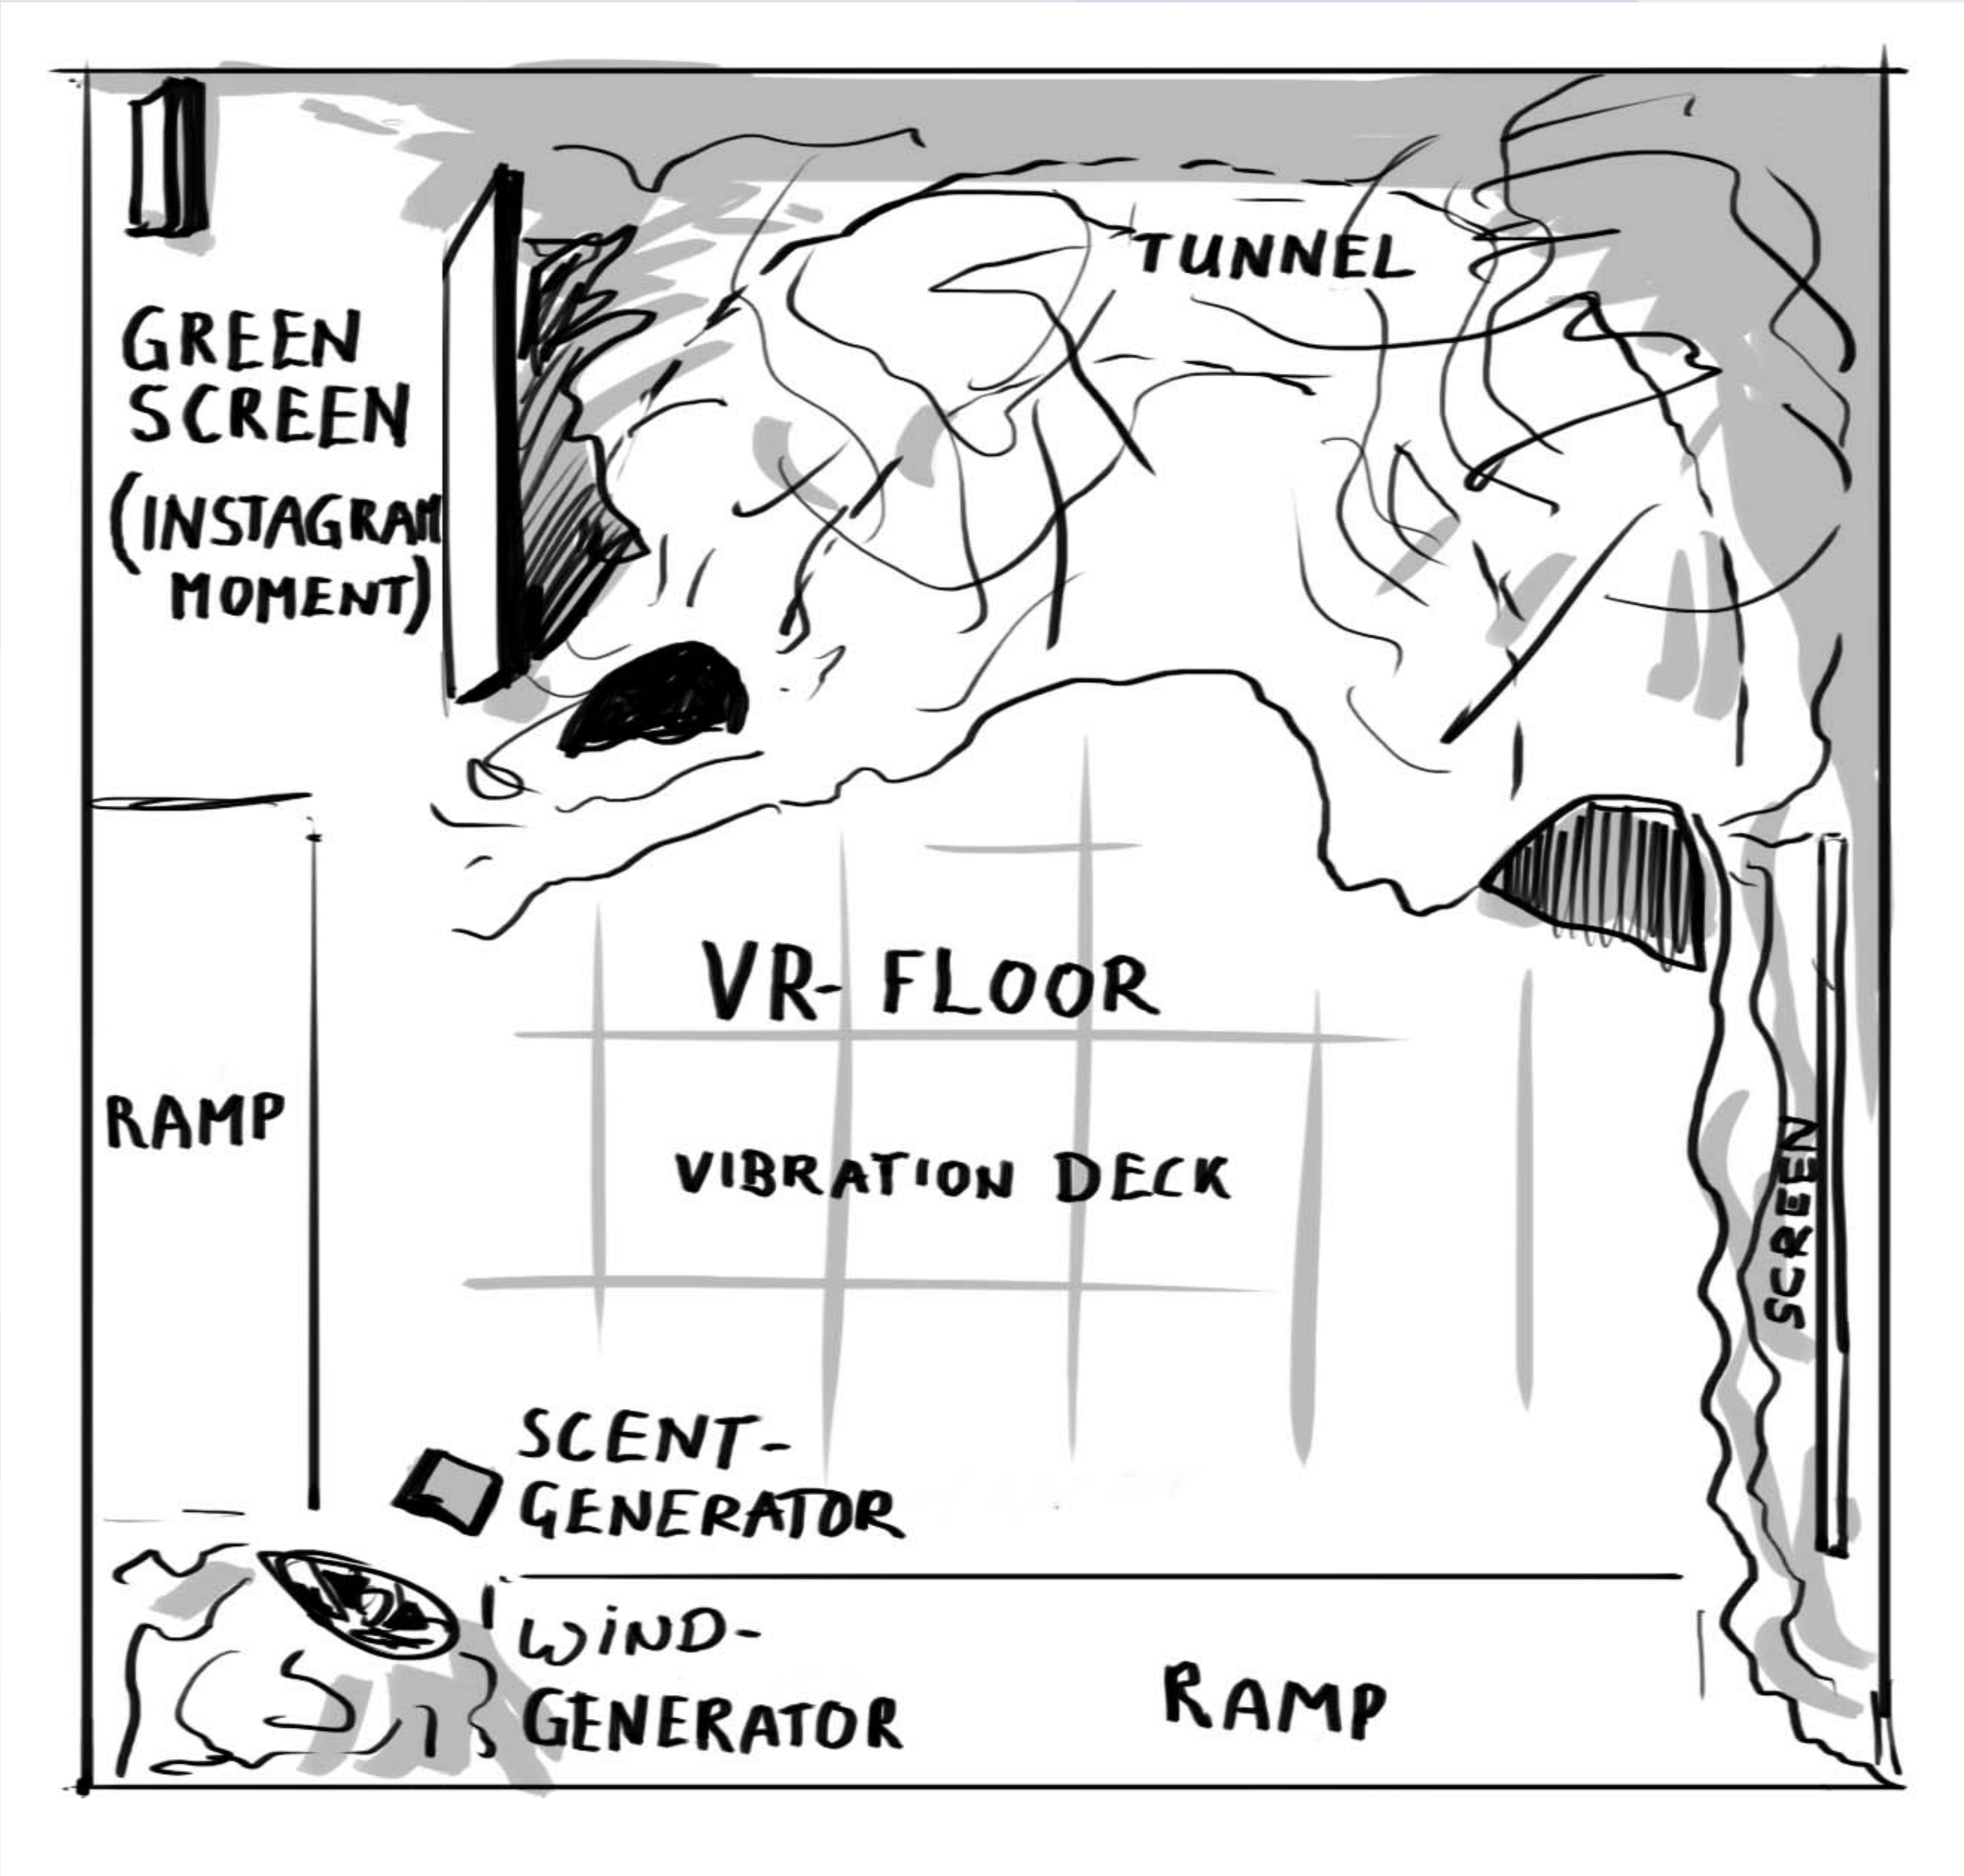 TUNNEL
GREEN
SCREEN
(INSTAGRAM
MOMENT)
VR- FLOOR
RAMP
VIBRATION DECK
SCREEN
SCENT-
GENERATOR
WiND-
GENERATOR
RAMP